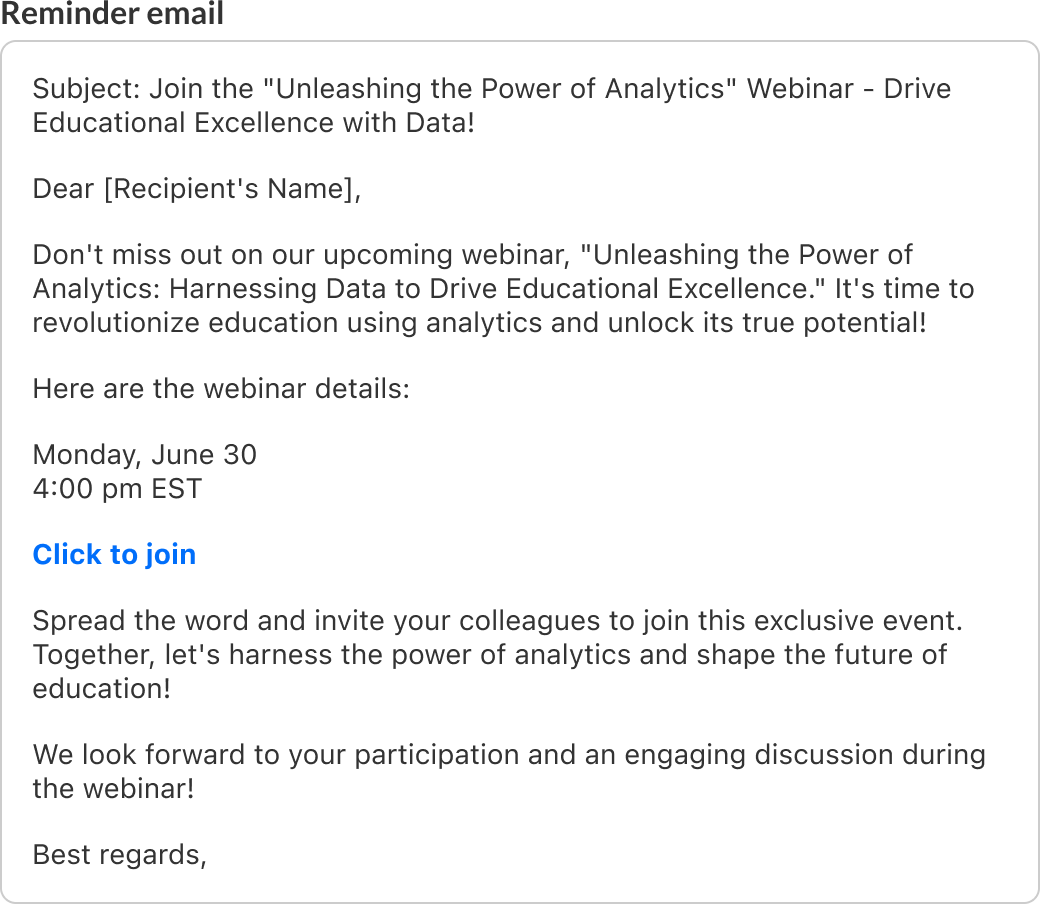 Reminder email
Subject: Join the "Unleashing the Power of Analytics" Webinar - Drive
Educational Excellence with Data!
Dear [Recipient's Name],
Don't miss out on our upcoming webinar, "Unleashing the Power of
Analytics: Harnessing Data to Drive Educational Excellence." It's time to
revolutionize education using analytics and unlock its true potential!
Here are the webinar details:
Monday, June 30
4:00 pm EST
Click to join
Spread the word and invite your colleagues to join this exclusive event.
Together, let's harness the power of analytics and shape the future of
education!
We look forward to your participation and an engaging discussion during
the webinar!
Best regards,